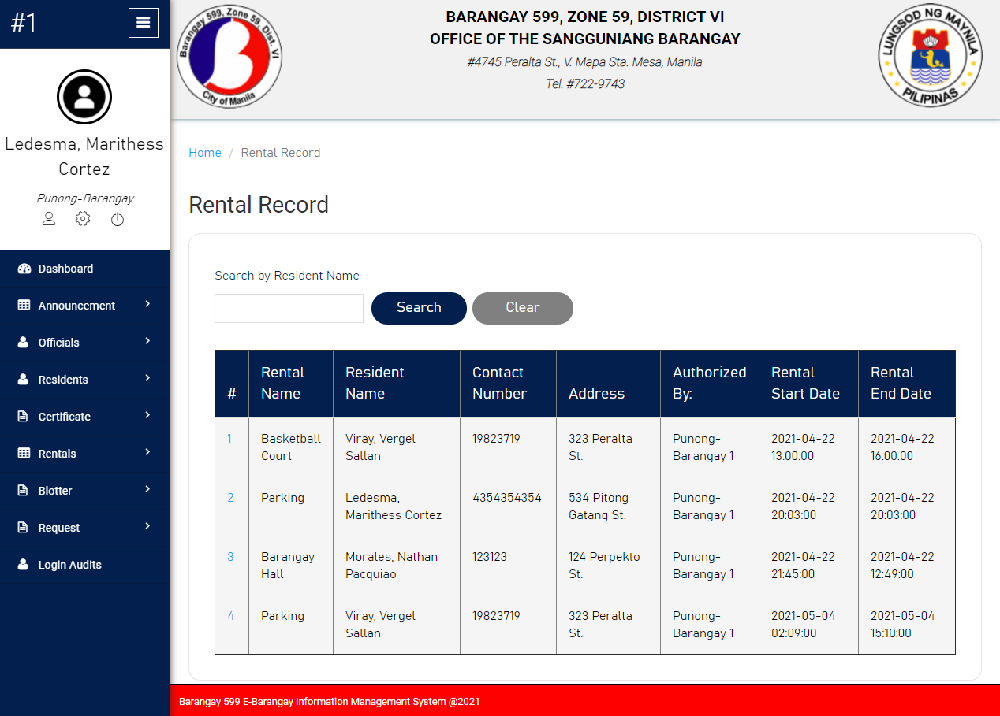 #1
Ledesma, Marithess
Cortez
Punong-Barangay
Dashboard
Announcement
Officials
Residents
Certificate
Rentals
Blotter
Request
Login Audits
Barangay 599, Zone 59, Dist. VI
City of Manila
BARANGAY 599, ZONE 59, DISTRICT VI
OFFICE OF THE SANGGUNIANG BARANGAY
#4745 Peralta St., V. Mapa Sta. Mesa, Manila
Tel. #722-9743
LUNGSOD NG MAYNILA
PILIPINAS
Home / Rental Record
Rental Record
Search by Resident Name
Search Clear
# Rental Name Resident Name Contact Number Address Authorized By: Rental Start Date Rental End Date
1 Basketball Court Viray, Vergel Sallan 19823719 323 Peralta St. Punong-Barangay 1 2021-04-22 13:00:00 2021-04-22 16:00:00
2 Parking Ledesma, Marithess Cortez 4354354354 534 Pitong Gatang St. Punong-Barangay 1 2021-04-22 20:03:00 2021-04-22 20:03:00
3 Barangay Hall Morales, Nathan Pacquiao 123123 124 Perpekto St. Punong-Barangay 1 2021-04-22 21:45:00 2021-04-22 12:49:00
4 Parking Viray, Vergel Sallan 19823719 323 Peralta St. Punong-Barangay 1 2021-05-04 02:09:00 2021-05-04 15:10:00
Barangay 599 E-Barangay Information Management System @2021